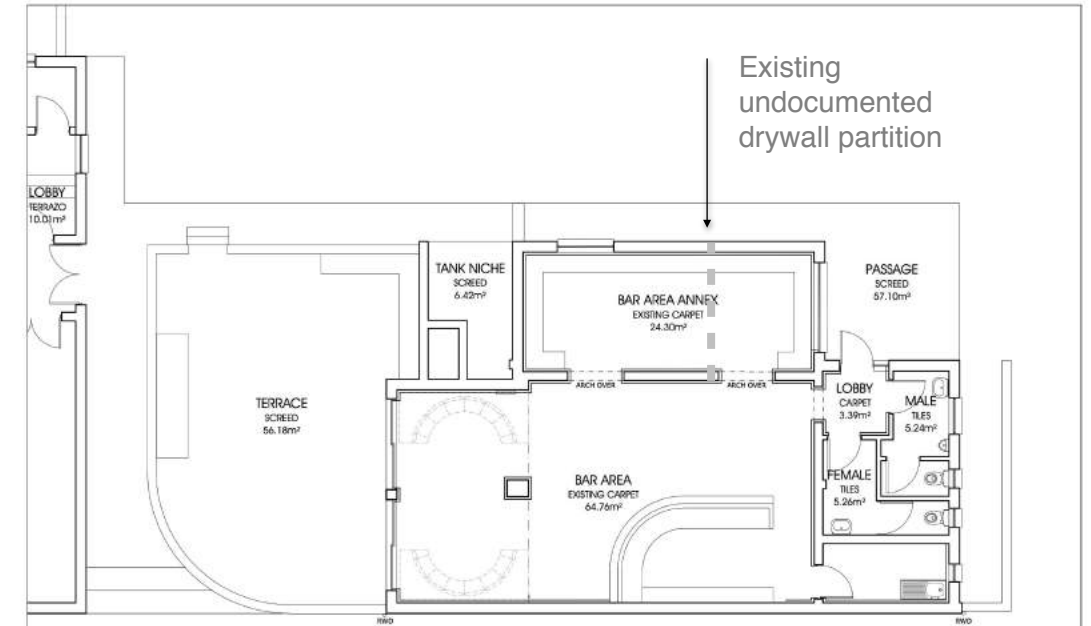 Existing
undocumented
drywall partition
LOBBY
TERRAZO
10.01m²
TANK NICHE
SCREED
6.42m²
BAR AREA ANNEX
EXISTING CARPET
24.30m²
PASSAGE
SCREED
57.10m²
ARCH OVER
ARCH OVER
TERRACE
SCREED
56.18m²
LOBBY
CARPET
3.39m²
MALE
TILES
5.24m²
BAR AREA
EXISTING CARPET
64.76m²
FEMALE
TILES
5.26m²
RWD
RWD